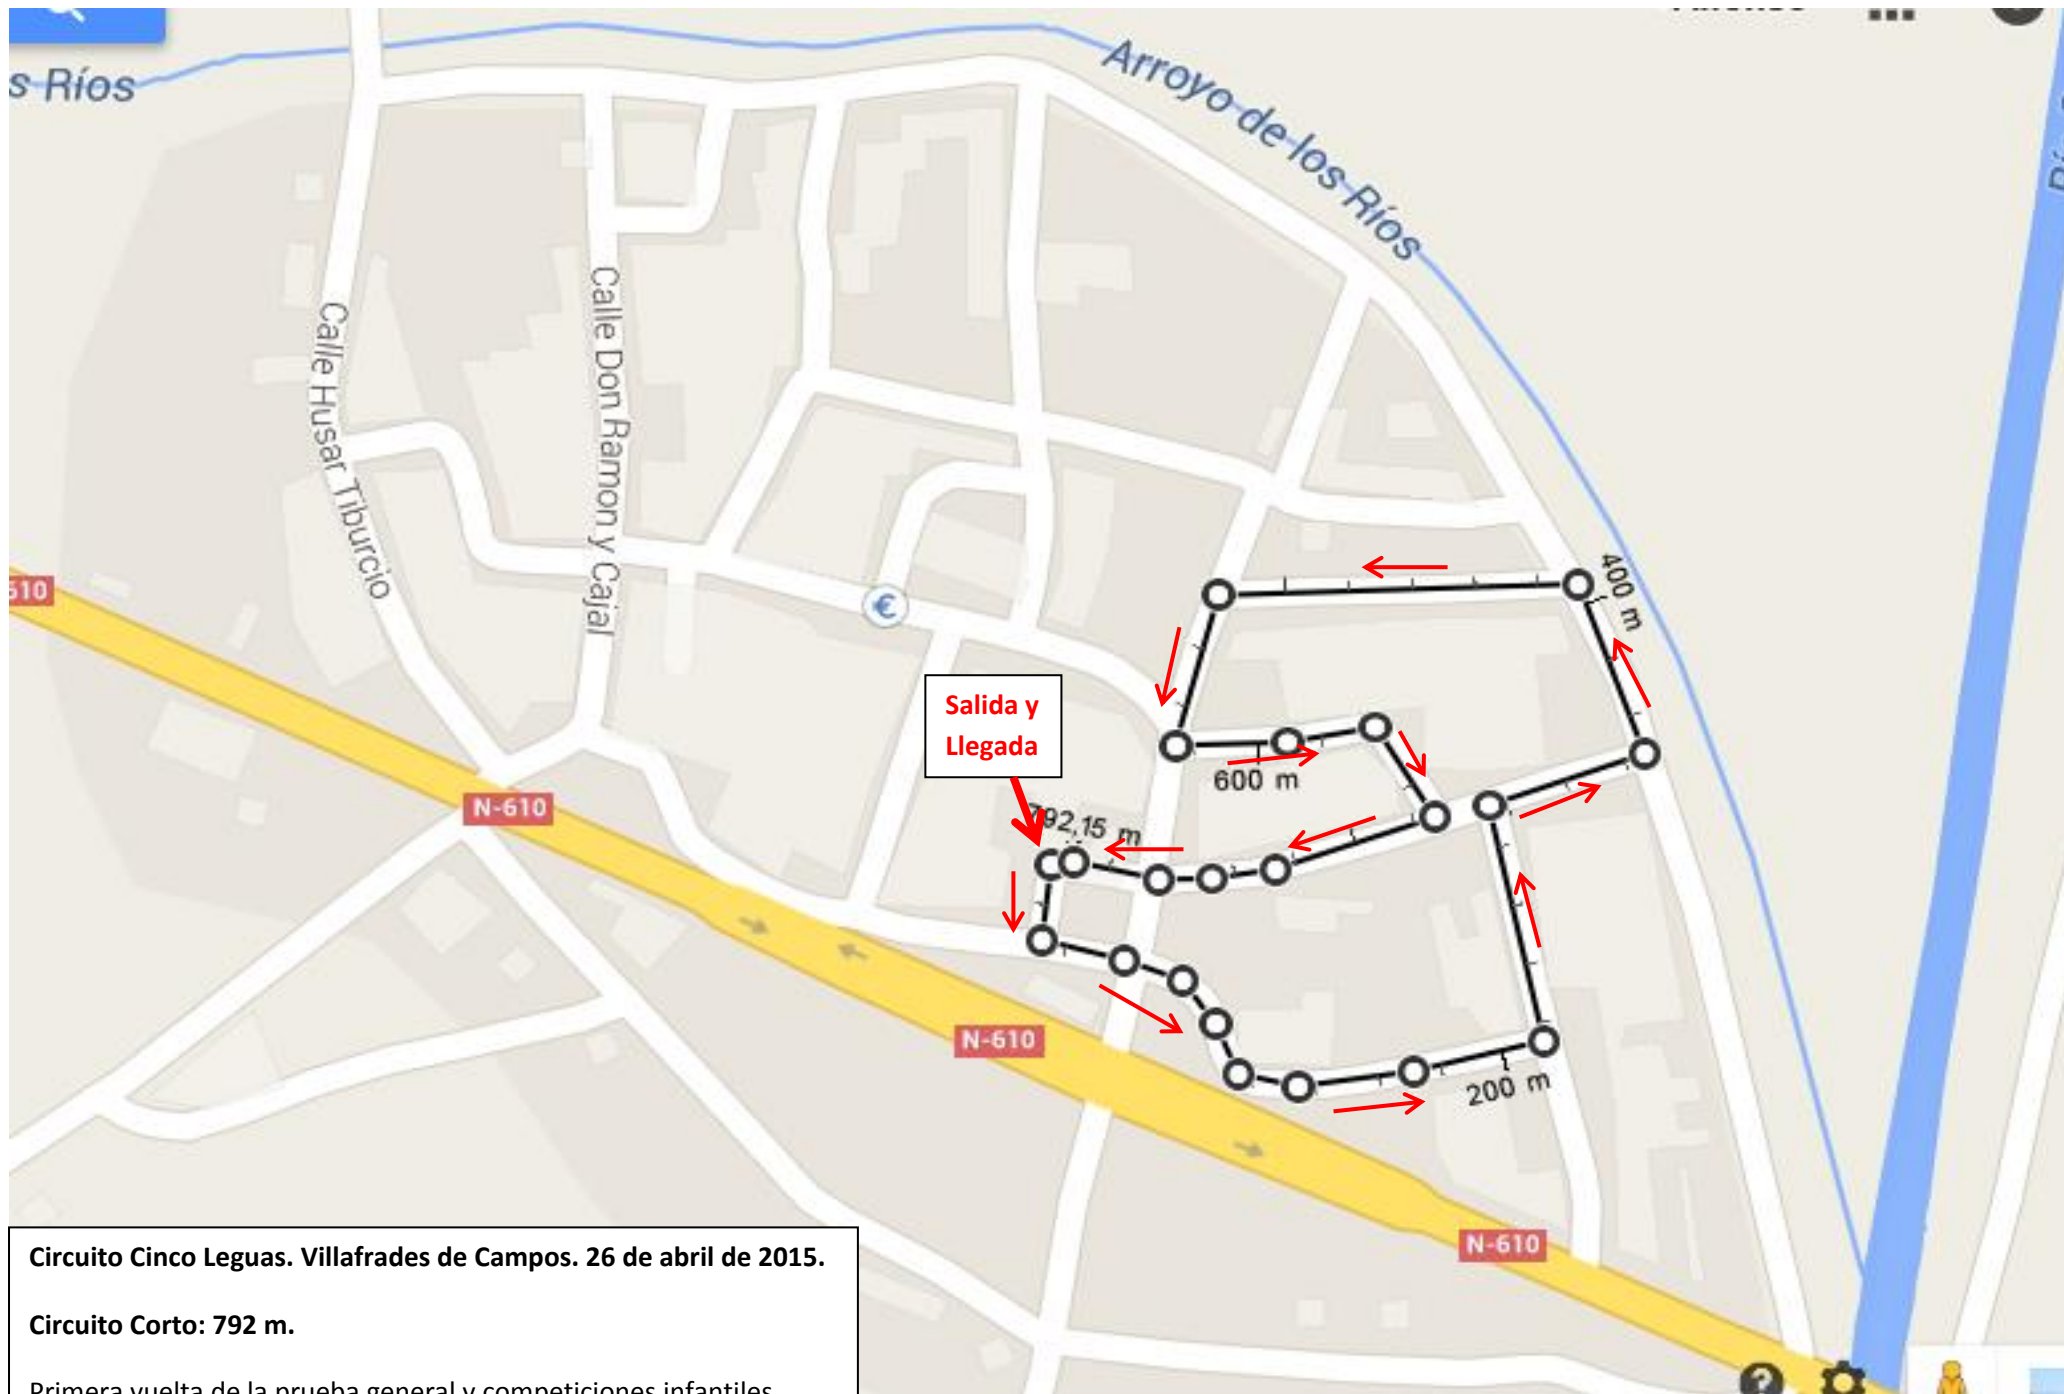 s Ríos
Arroyo de los Ríos
Calle Husar Tiburcio
Calle Don Ramon y Cajal
610
€
400 m
Salida y
Llegada
600 m
792,15 m
N-610
N-610
200 m
N-610
Circuito Cinco Leguas. Villafrades de Campos. 26 de abril de 2015.
Circuito Corto: 792 m.
Primera vuelta de la prueba general y competiciones infantiles
?